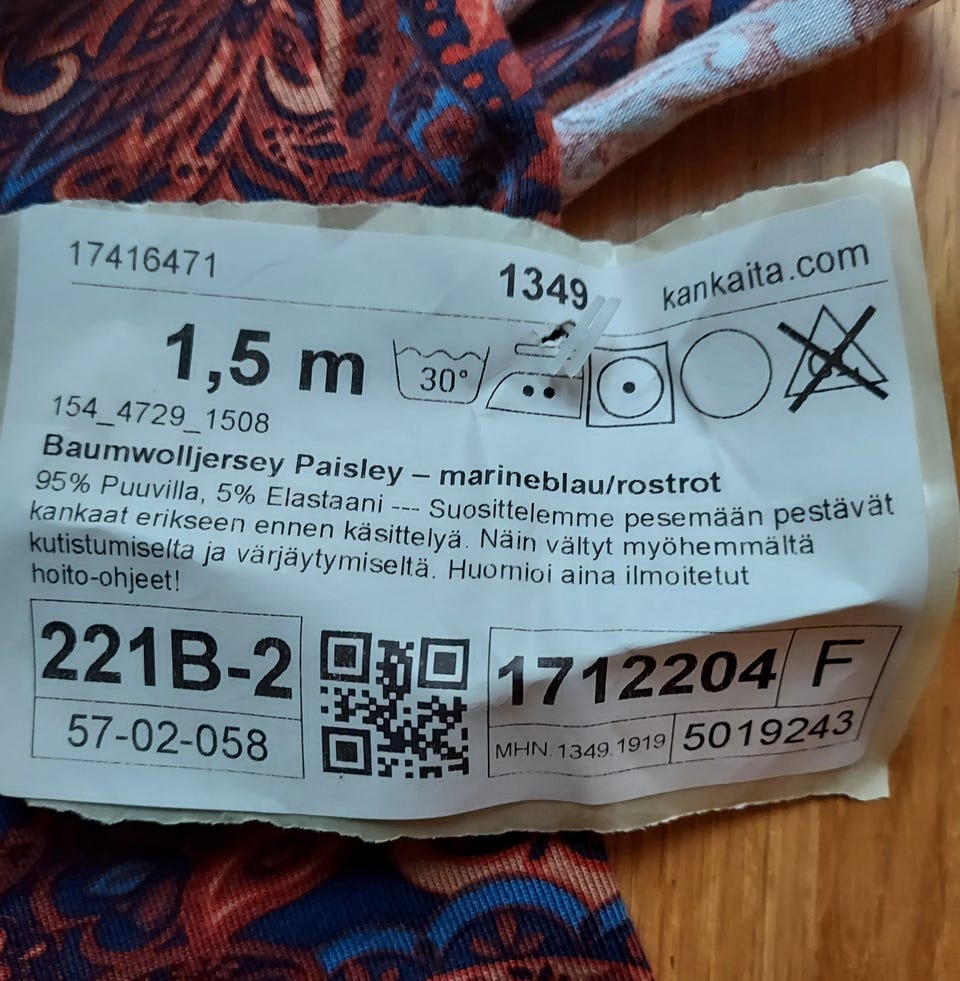 17416471 1349 kankaita.com
1,5 m 30°
154_4729_1508
Baumwolljersey Paisley – marineblau/rostrot
95% Puuvilla, 5% Elastaani --- Suosittelemme pesemään pestävät
kankaat erikseen ennen käsittelyä. Näin vältyt myöhemmältä
kutistumiselta ja värjäytymiseltä. Huomioi aina ilmoitetut
hoito-ohjeet!
221B-2 1712204 F
57-02-058 MHN.1349.1919 5019243